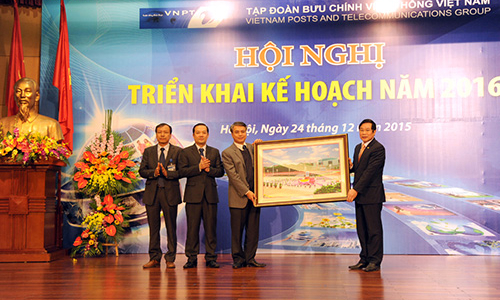 VNPT
TẬP ĐOÀN BƯU CHÍNH VIỄN THÔNG VIỆT NAM
VIETNAM POSTS AND TELECOMMUNICATIONS GROUP
HỘI NGHỊ
TRIỂN KHAI KẾ HOẠCH NĂM 2016
Hà Nội, Ngày 24 tháng 12 năm 2015